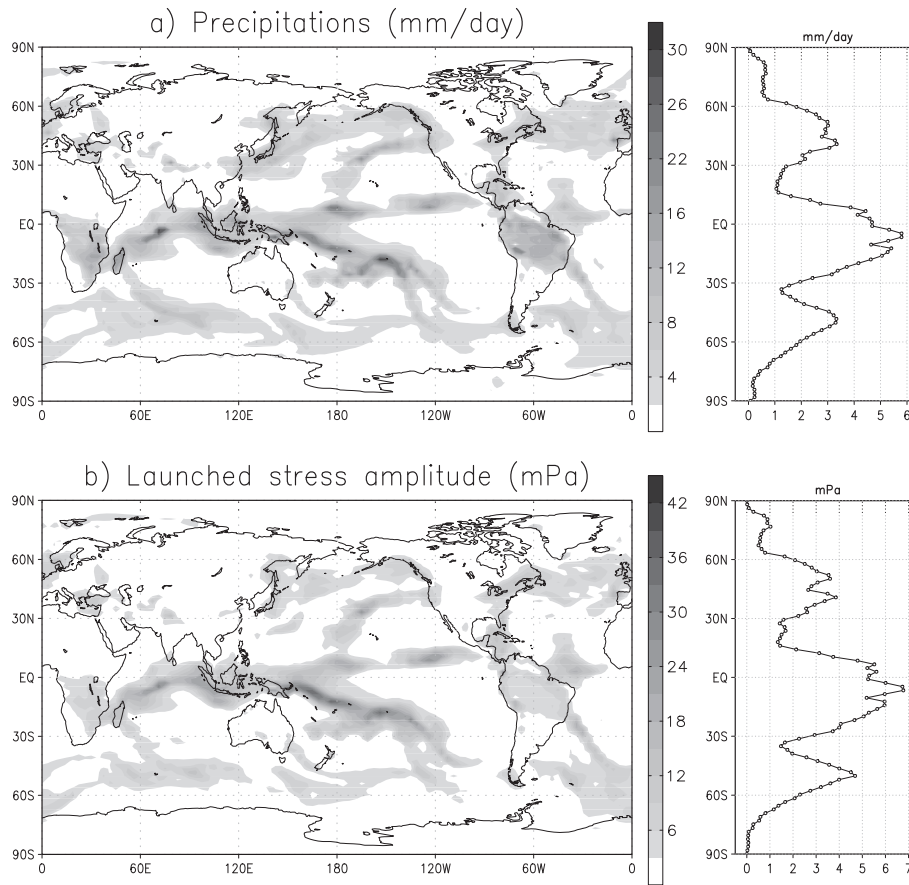 a) Precipitations (mm/day)
90N
60N
30N
EQ
30S
60S
90S
0
60E
120E
180
120W
60W
0
30
26
22
16
12
8
4
mm/day
90N
60N
30N
EQ
30S
60S
90S
0 1 2 3 4 5 6
b) Launched stress amplitude (mPa)
90N
60N
30N
EQ
30S
60S
90S
0
60E
120E
180
120W
60W
0
42
36
30
24
18
12
6
mPa
90N
60N
30N
EQ
30S
60S
90S
0 1 2 3 4 5 6 7